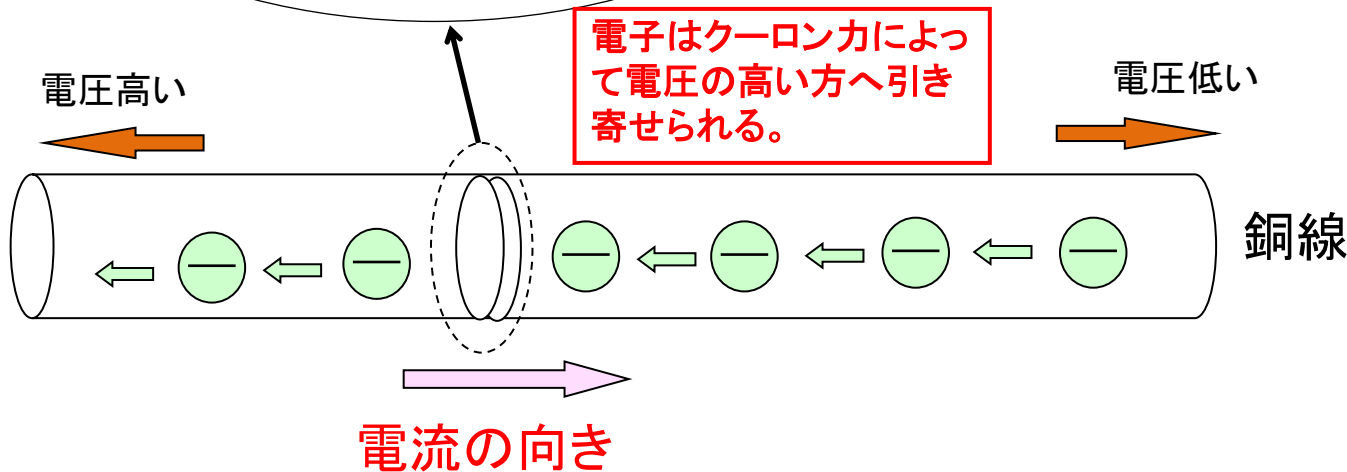 電子はクーロン力によっ
て電圧の高い方へ引き
寄せられる。
電圧高い
電圧低い
銅線
電流の向き